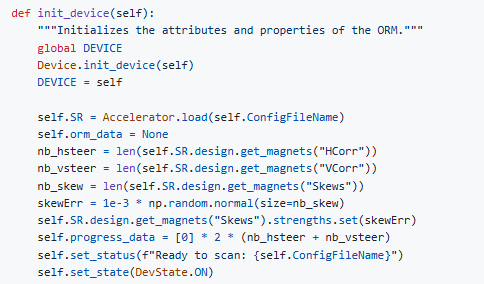 def init_device(self):
    """Initializes the attributes and properties of the ORM."""
    global DEVICE
    Device.init_device(self)
    DEVICE = self

    self.SR = Accelerator.load(self.ConfigFileName)
    self.orm_data = None
    nb_hsteer = len(self.SR.design.get_magnets("HCorr"))
    nb_vsteer = len(self.SR.design.get_magnets("VCorr"))
    nb_skew = len(self.SR.design.get_magnets("Skews"))
    skewErr = 1e-3 * np.random.normal(size=nb_skew)
    self.SR.design.get_magnets("Skews").strengths.set(skewErr)
    self.progress_data = [0] * 2 * (nb_hsteer + nb_vsteer)
    self.set_status(f"Ready to scan: {self.ConfigFileName}")
    self.set_state(DevState.ON)